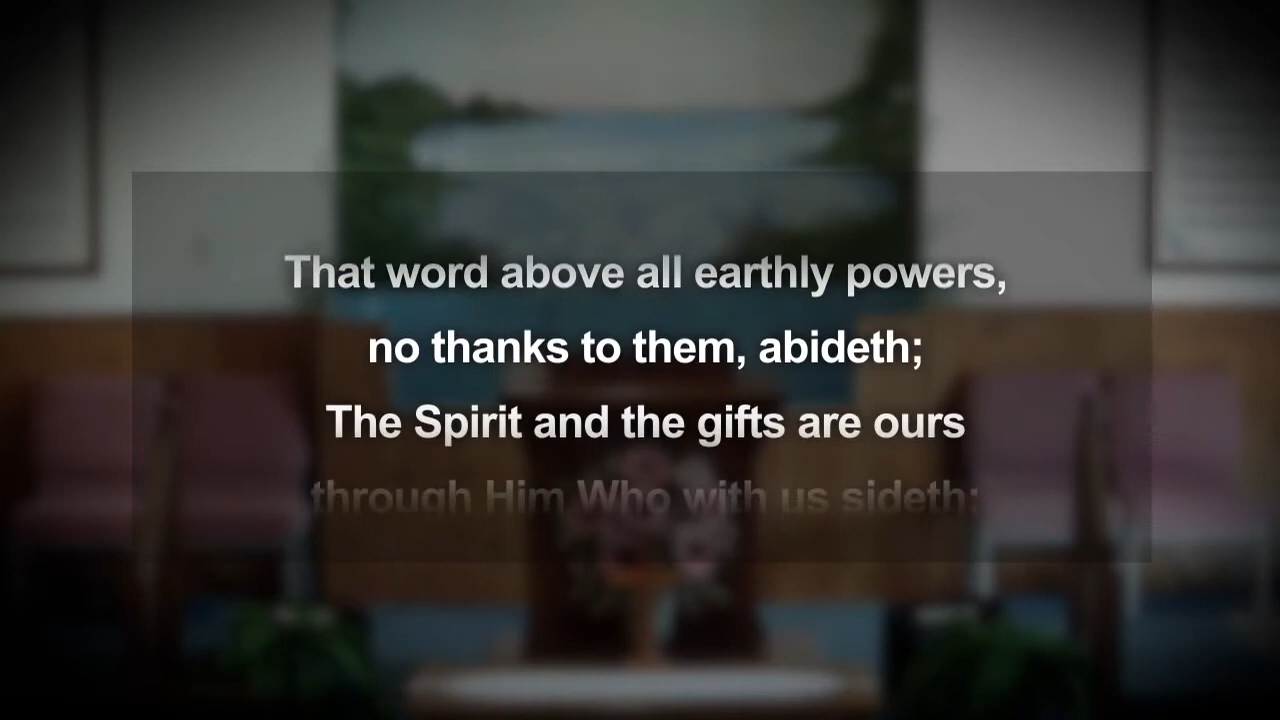 That word above all earthly powers,
no thanks to them, abideth;
The Spirit and the gifts are ours
through Him Who with us sideth;